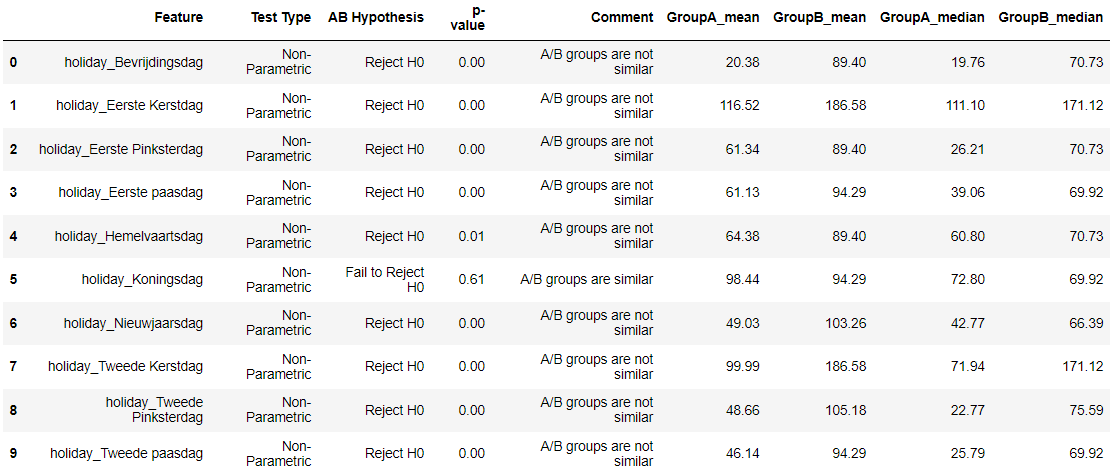 Feature Test Type AB Hypothesis p-value Comment GroupA_mean GroupB_mean GroupA_median GroupB_median
0 holiday_Bevrijdingsdag Non-Parametric Reject H0 0.00 A/B groups are not similar 20.38 89.40 19.76 70.73
1 holiday_Eerste Kerstdag Non-Parametric Reject H0 0.00 A/B groups are not similar 116.52 186.58 111.10 171.12
2 holiday_Eerste Pinksterdag Non-Parametric Reject H0 0.00 A/B groups are not similar 61.34 89.40 26.21 70.73
3 holiday_Eerste paasdag Non-Parametric Reject H0 0.00 A/B groups are not similar 61.13 94.29 39.06 69.92
4 holiday_Hemelvaartsdag Non-Parametric Reject H0 0.01 A/B groups are not similar 64.38 89.40 60.80 70.73
5 holiday_Koningsdag Non-Parametric Fail to Reject H0 0.61 A/B groups are similar 98.44 94.29 72.80 69.92
6 holiday_Nieuwjaarsdag Non-Parametric Reject H0 0.00 A/B groups are not similar 49.03 103.26 42.77 66.39
7 holiday_Tweede Kerstdag Non-Parametric Reject H0 0.00 A/B groups are not similar 99.99 186.58 71.94 171.12
8 holiday_Tweede Pinksterdag Non-Parametric Reject H0 0.00 A/B groups are not similar 48.66 105.18 22.77 75.59
9 holiday_Tweede paasdag Non-Parametric Reject H0 0.00 A/B groups are not similar 46.14 94.29 25.79 69.92